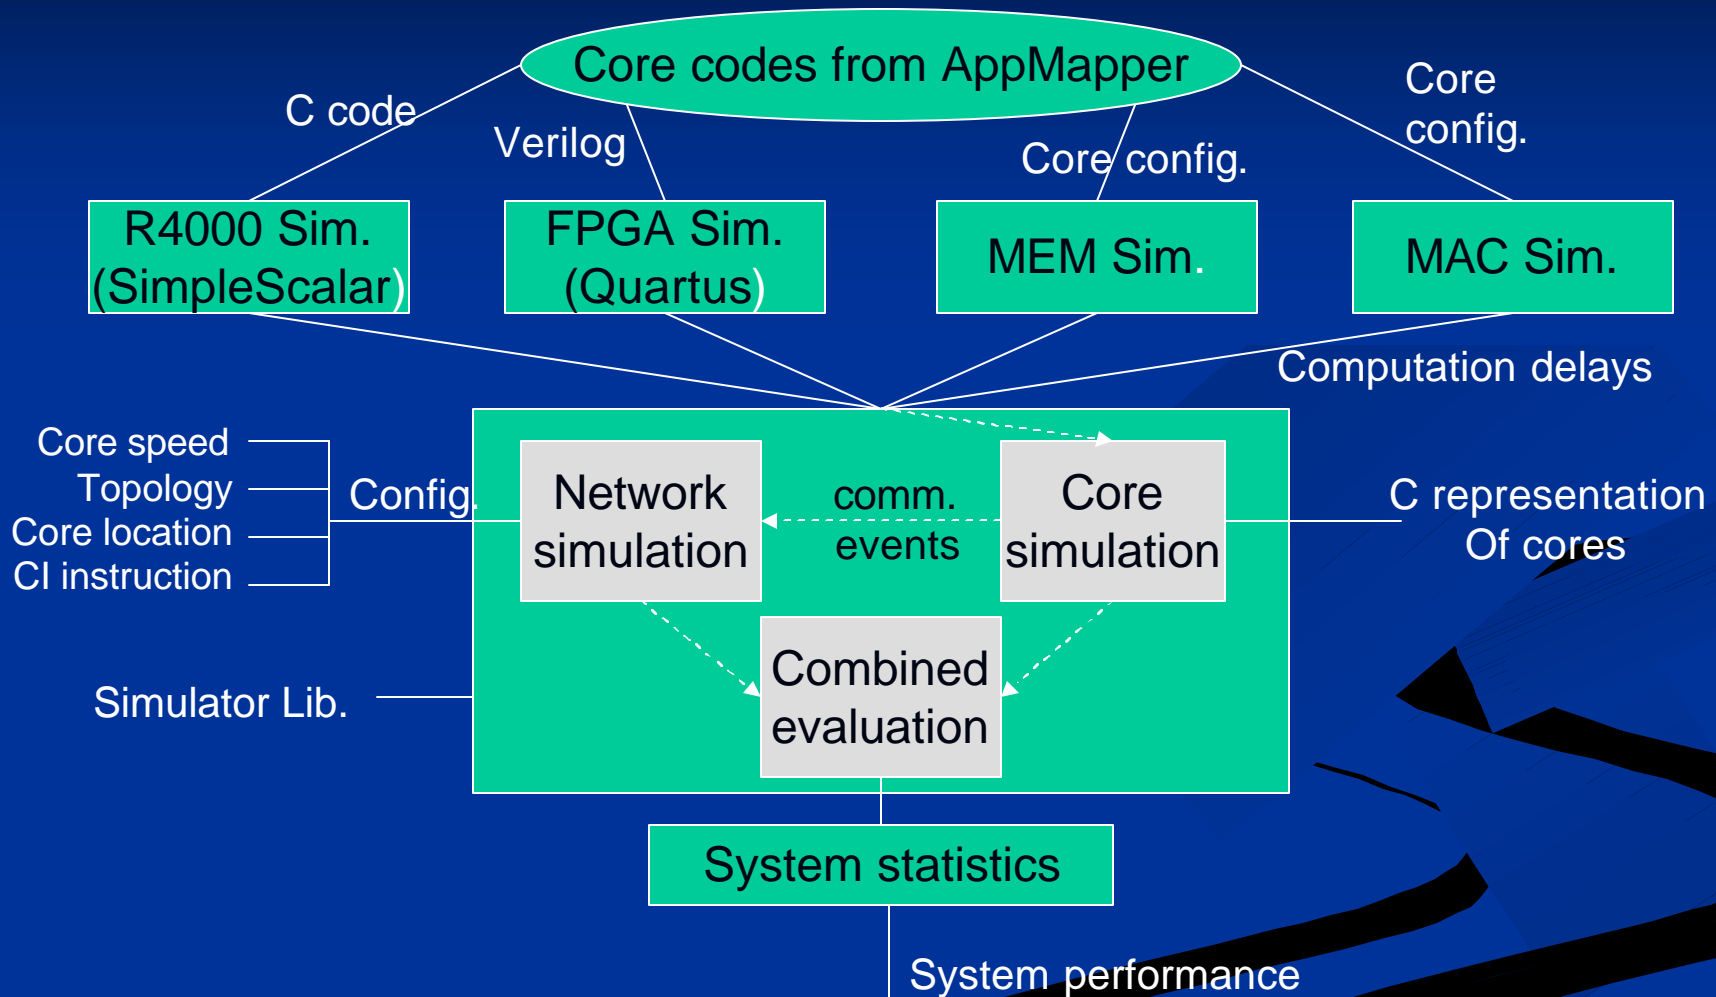 Core codes from AppMapper
C code
Verilog
Core config.
Core
config.
R4000 Sim.
(SimpleScalar)
FPGA Sim.
(Quartus)
MEM Sim.
MAC Sim.
Computation delays
Core speed
Topology
Core location
CI instruction
Config.
Network
simulation
comm.
events
Core
simulation
C representation
Of cores
Combined
evaluation
Simulator Lib.
System statistics
System performance